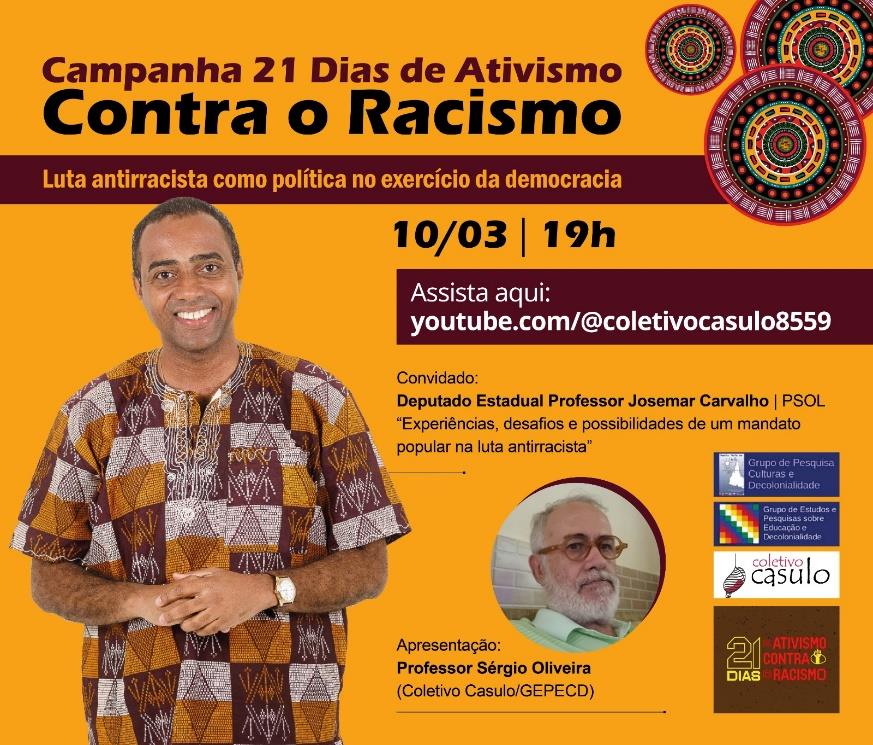 Campanha 21 Dias de Ativismo
Contra o Racismo
Luta antirracista como política no exercício da democracia
10/03 | 19h
Assista aqui:
youtube.com/@coletivocasulo8559
Convidado:
Deputado Estadual Professor Josemar Carvalho | PSOL
“Experiências, desafios e possibilidades de um mandato
popular na luta antirracista”
Grupo de Pesquisa
Culturas e
Decolonialidade
Grupo de Estudos e
Pesquisas sobre
Educação e
Decolonialidade
coletivo
casulo
21 DIAS
ATIVISMO
CONTRA
RACISMO
Apresentação:
Professor Sérgio Oliveira
(Coletivo Casulo/GEPECD)